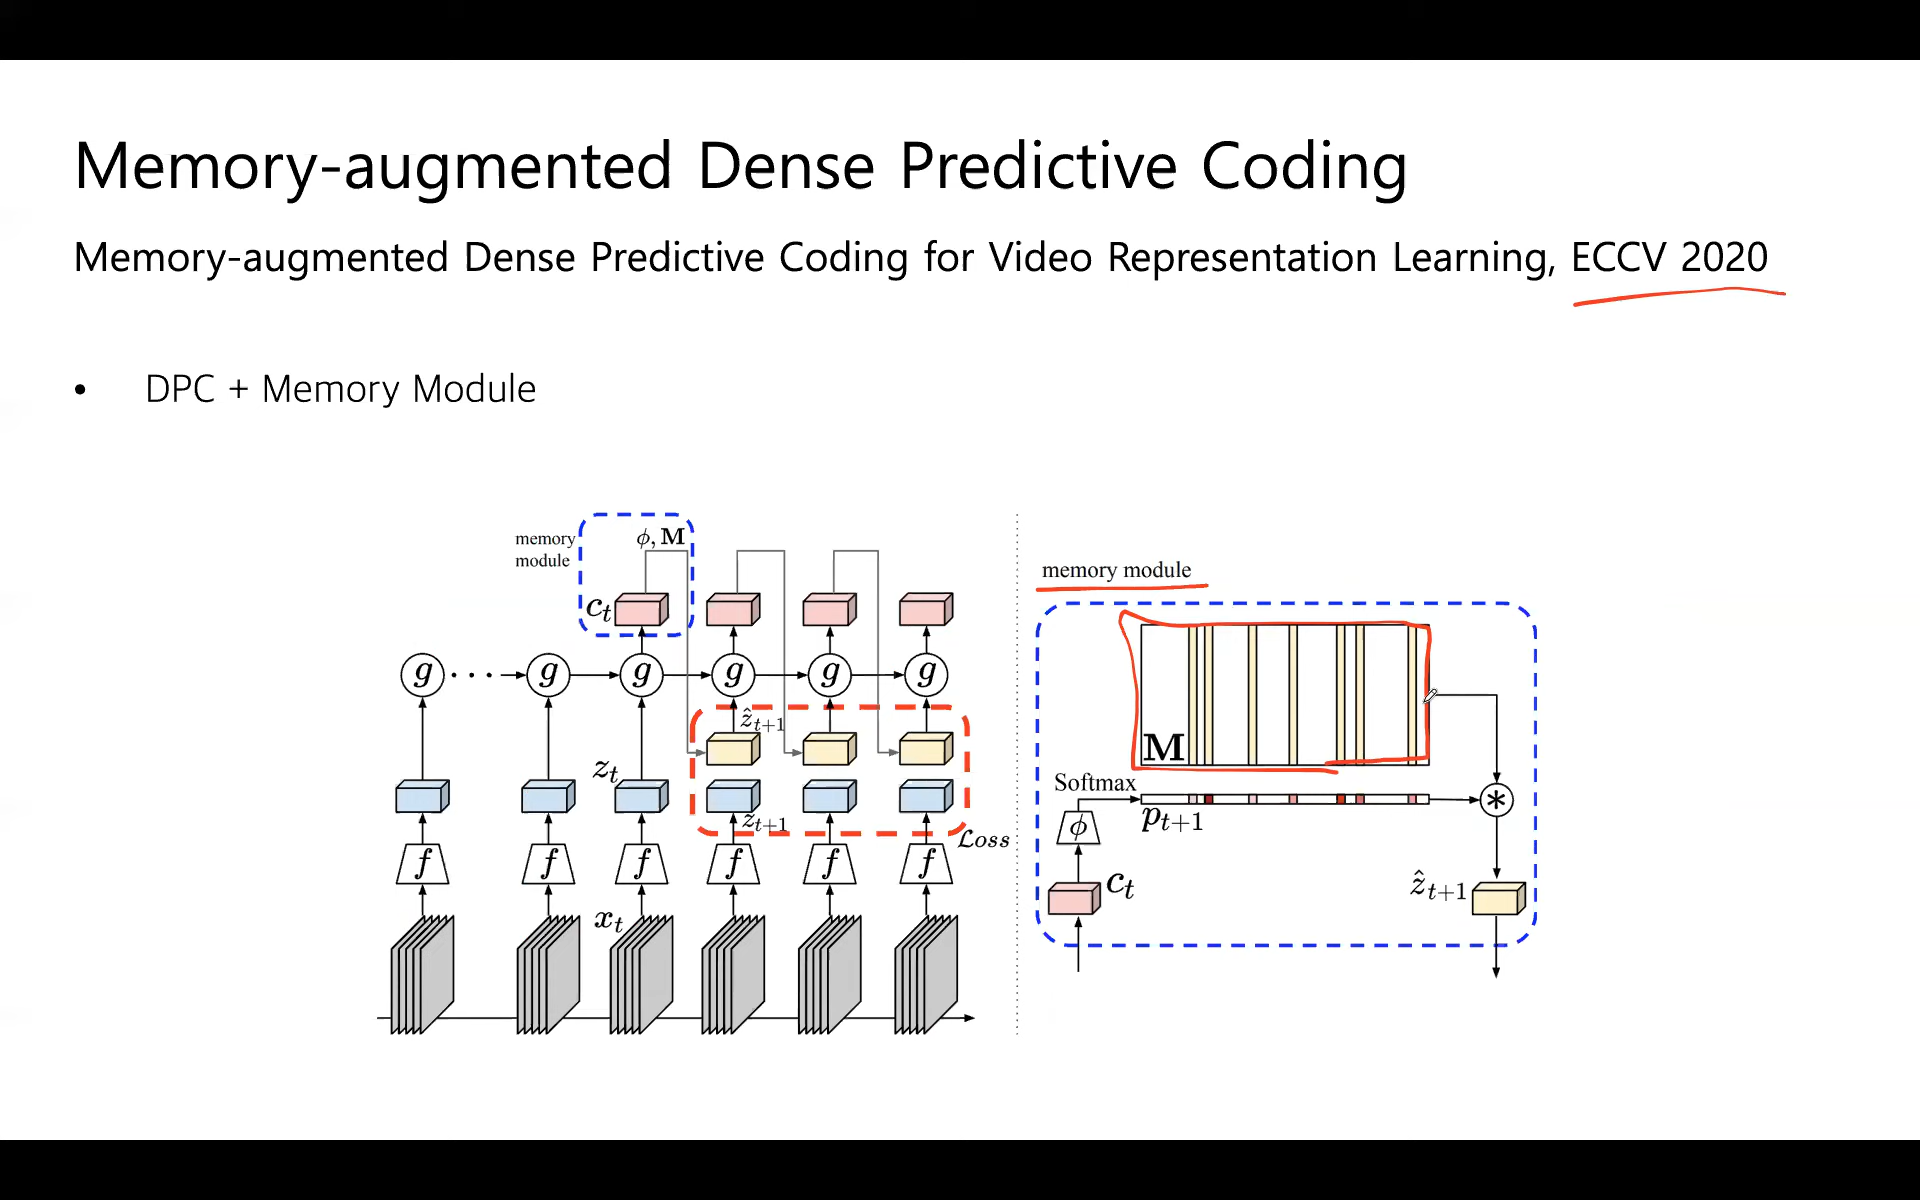 Memory-augmented Dense Predictive Coding
Memory-augmented Dense Predictive Coding for Video Representation Learning, ECCV 2020
• DPC + Memory Module
memory
module
ϕ, M
c_t
g · · · g g g g g
ẑ_{t+1}
z_t
z_{t+1}
Loss
f f f f f f
x_t
memory module
M
Softmax
p_{t+1}
*
ϕ
c_t
ẑ_{t+1}